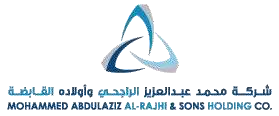 شركة محمد عبدالعزيز الراجحي وأولاده القابضة
MOHAMMED ABDULAZIZ AL-RAJHI & SONS HOLDING CO.